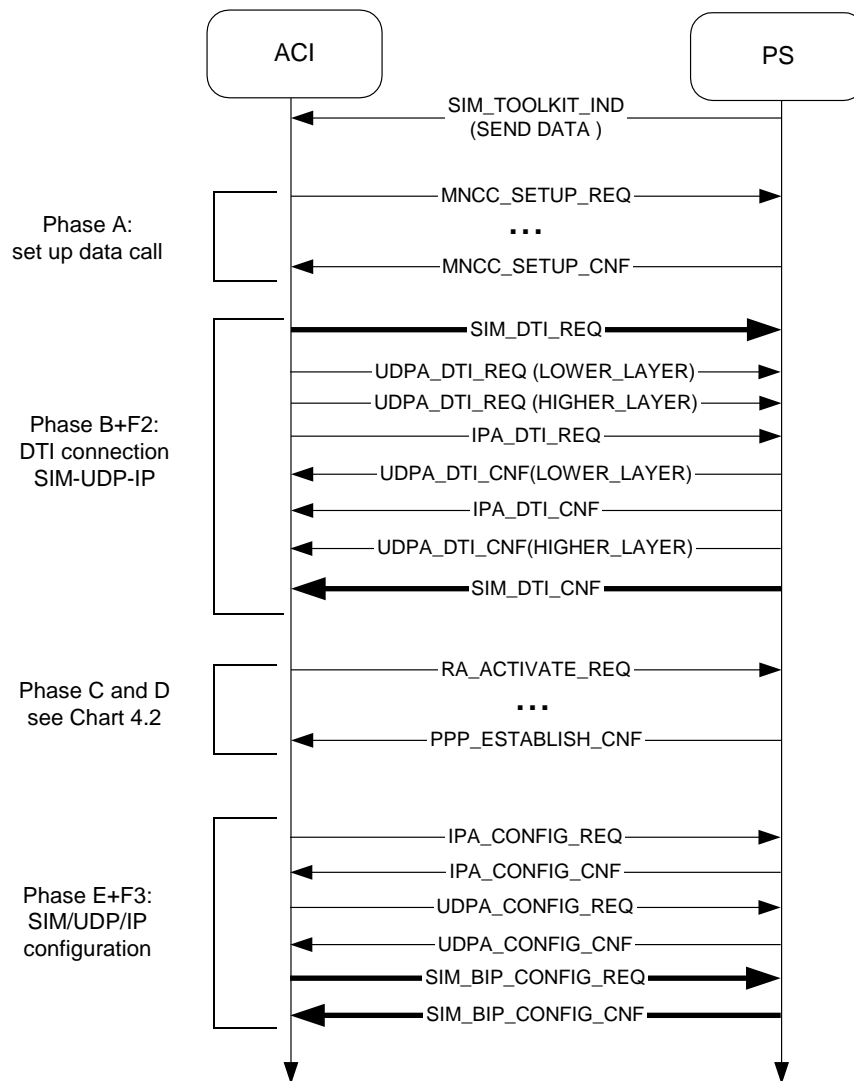 ACI
PS
SIM_TOOLKIT_IND
(SEND DATA )
Phase A:
set up data call
MNCC_SETUP_REQ
...
MNCC_SETUP_CNF
Phase B+F2:
DTI connection
SIM-UDP-IP
SIM_DTI_REQ
UDPA_DTI_REQ (LOWER_LAYER)
UDPA_DTI_REQ (HIGHER_LAYER)
IPA_DTI_REQ
UDPA_DTI_CNF(LOWER_LAYER)
IPA_DTI_CNF
UDPA_DTI_CNF(HIGHER_LAYER)
SIM_DTI_CNF
Phase C and D
see Chart 4.2
RA_ACTIVATE_REQ
...
PPP_ESTABLISH_CNF
Phase E+F3:
SIM/UDP/IP
configuration
IPA_CONFIG_REQ
IPA_CONFIG_CNF
UDPA_CONFIG_REQ
UDPA_CONFIG_CNF
SIM_BIP_CONFIG_REQ
SIM_BIP_CONFIG_CNF